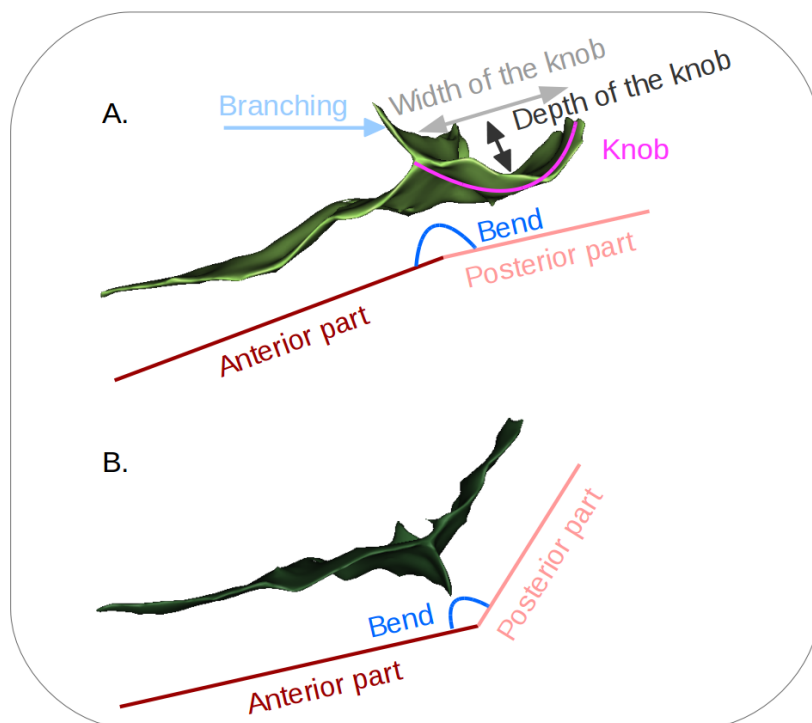 A.
Branching
Width of the knob
Depth of the knob
Knob
Bend
Posterior part
Anterior part
B.
Bend
Posterior part
Anterior part